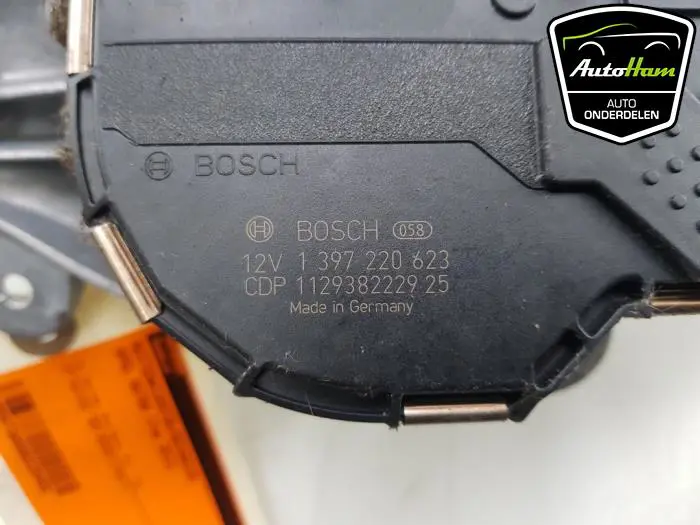 AutoHam
AUTO
ONDERDELEN
BOSCH
BOSCH 058
12V 1 397 220 623
CDP 1129382229 25
Made in Germany